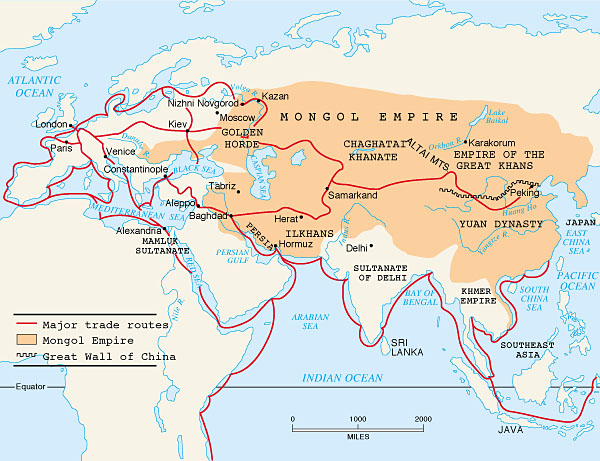 ATLANTIC
OCEAN
London
Paris
Venice
Danube R.
Constantinople
Nizhni Novgorod
Volga R.
Kazan
Moscow
Kiev
GOLDEN
HORDE
BLACK SEA
CASPIAN SEA
MONGOL EMPIRE
CHAGHATAI
KHANATE
ALTAI MTS
Orkhon R.
Lake
Baikal
Karakorum
EMPIRE OF THE
GREAT KHANS
Peking
Huang Ho
YUAN DYNASTY
Yangtze R.
JAPAN
EAST
CHINA
SEA
PACIFIC
OCEAN
Tabriz
Aleppo
Baghdad
Samarkand
Herat
ILKHANS
PERSIA
Hormuz
PERSIAN
GULF
MEDITERRANEAN SEA
Alexandria
MAMLUK
SULTANATE
RED SEA
Nile R.
Indus R.
Delhi
SULTANATE
OF DELHI
ARABIAN
SEA
BAY OF
BENGAL
KHMER
EMPIRE
SOUTH
CHINA
SEA
SRI
LANKA
SOUTHEAST
ASIA
INDIAN OCEAN
JAVA
Major trade routes
Mongol Empire
Great Wall of China
Equator
0 1000 2000
MILES